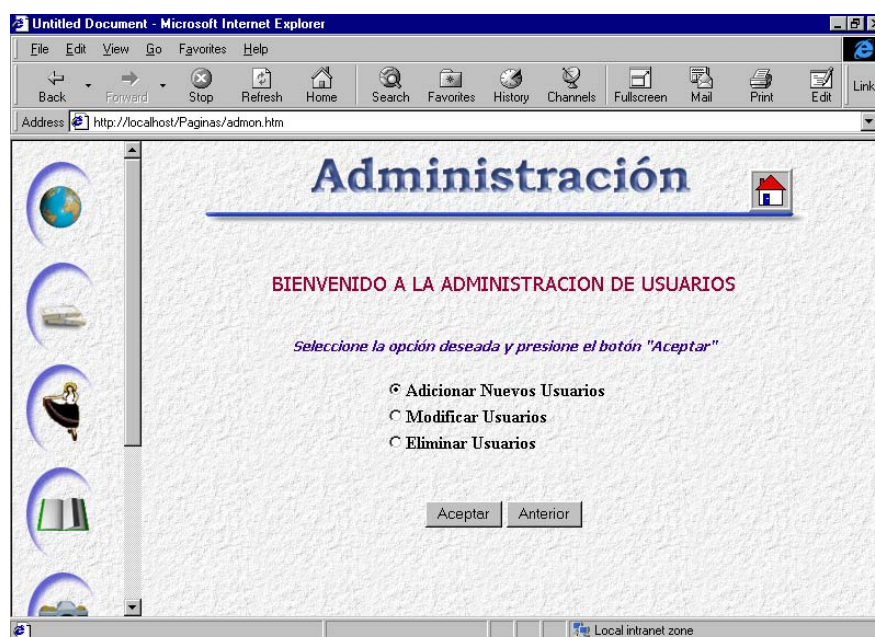 Untitled Document - Microsoft Internet Explorer
File Edit View Go Favorites Help
Back Forward Stop Refresh Home Search Favorites History Channels Fullscreen Mail Print Edit Link
Address http://localhost/Paginas/admon.htm
Administración
BIENVENIDO A LA ADMINISTRACION DE USUARIOS
Seleccione la opción deseada y presione el botón "Aceptar"
Adicionar Nuevos Usuarios
Modificar Usuarios
Eliminar Usuarios
Aceptar Anterior
Local intranet zone